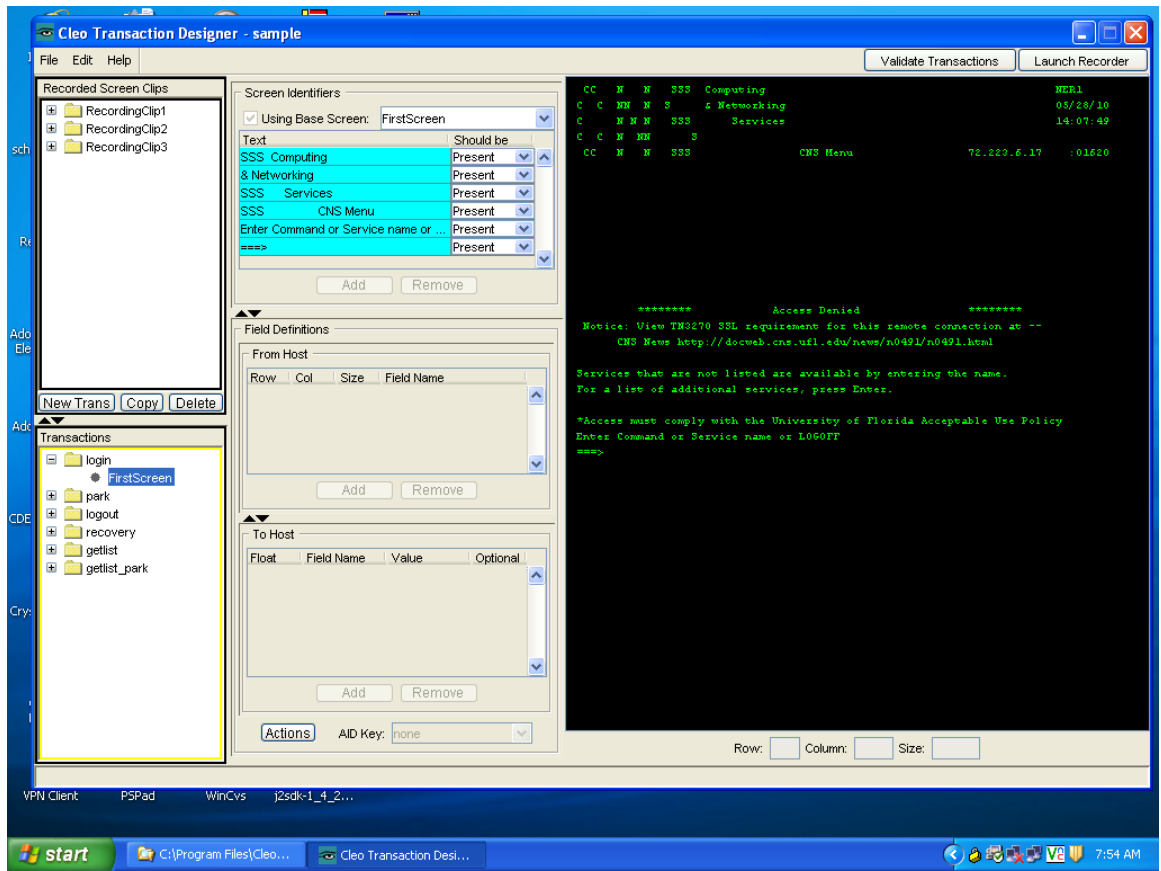 Cleo Transaction Designer - sample
File Edit Help
Validate Transactions
Launch Recorder
Recorded Screen Clips
RecordingClip1
RecordingClip2
RecordingClip3
New Trans Copy Delete
Transactions
login
FirstScreen
park
logout
recovery
getlist
getlist_park
Screen Identifiers
Using Base Screen: FirstScreen
Text Should be
SSS Computing Present
& Networking Present
SSS Services Present
SSS CNS Menu Present
Enter Command or Service name or ... Present
===> Present
Add Remove
Field Definitions
From Host
Row Col Size Field Name
Add Remove
To Host
Float Field Name Value Optional
Add Remove
Actions AID Key: none
CC N N SSS Computing NER1
C C NN N S & Networking 05/28/10
C N N N SSS Services 14:07:49
C C N NN S
CC N N SSS CNS Menu 72.223.6.17 :01620
******** Access Denied ********
Notice: View TN3270 SSL requirement for this remote connection at --
CNS News http://docweb.cns.ufl.edu/news/n0491/n0491.html
Services that are not listed are available by entering the name.
For a list of additional services, press Enter.
*Access must comply with the University of Florida Acceptable Use Policy
Enter Command or Service name or LOGOFF
===>
Row: Column: Size:
sch
Re
Ado
Ele
Ado
CDE
Crys
VPN Client PSPad WinCvs j2sdk-1_4_2...
start C:\Program Files\Cleo... Cleo Transaction Desi... 7:54 AM